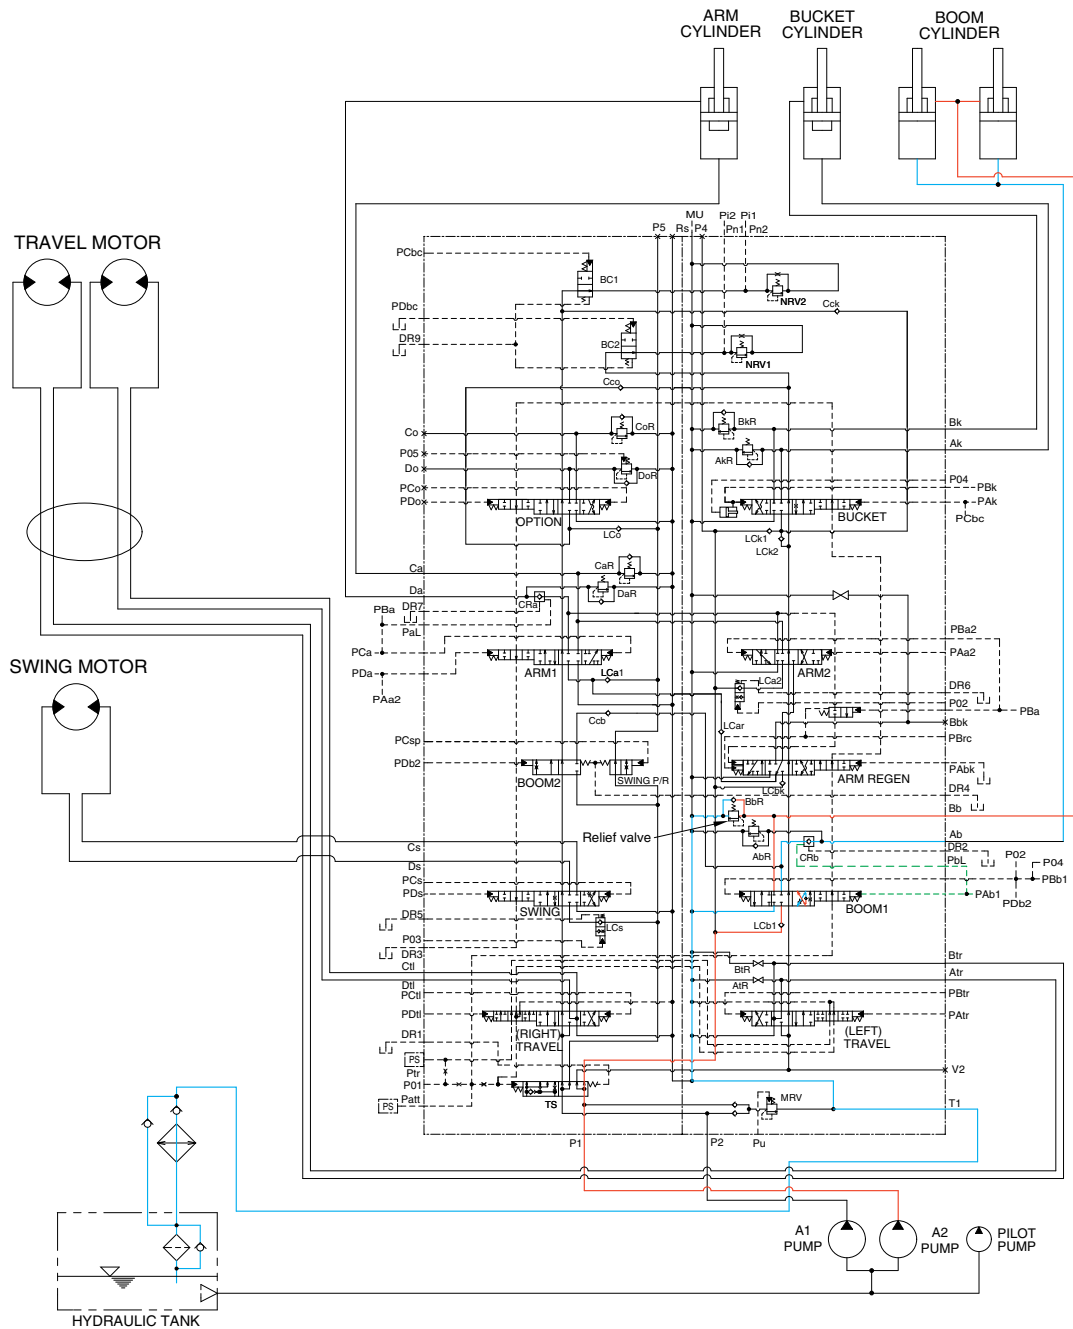 ARM
CYLINDER
BUCKET
CYLINDER
BOOM
CYLINDER
TRAVEL MOTOR
SWING MOTOR
P5
Rs
MU
P4
Pi2
Pi1
Pn1
Pn2
PCbc
BC1
NRV2
Cck
PDbc
DR9
BC2
NRV1
Cco
Co
CoR
BkR
Bk
P05
Ak
Do
DoR
AkR
PCo
P04
PBk
PDo
PAk
OPTION
BUCKET
PCbc
LCo
LCk1
LCk2
Ca
CaR
Da
DaR
CRa
PBa
DR7
PaL
PBa2
PCa
PAa2
PDa
ARM1
LCa1
ARM2
PAa2
LCa2
DR6
P02
PBa
Ccb
LCar
Bbk
PCsp
PBrc
PDb2
PAbk
BOOM2
SWING P/R
ARM REGEN
LCbk
DR4
BbR
Bb
Relief valve
AbR
Ab
Cs
CRb
DR2
P02
P04
Ds
PbL
PCs
PBb1
PDs
PAb1
PDb2
SWING
BOOM1
DR5
LCs
LCb1
P03
DR3
Btr
Ctl
BtR
Atr
Dtl
AtR
PCtl
PBtr
PDtl
PAtr
DR1
(RIGHT)
TRAVEL
(LEFT)
TRAVEL
PS
Ptr
V2
P01
Patt
PS
TS
MRV
T1
P1
P2
Pu
A1
PUMP
A2
PUMP
PILOT
PUMP
HYDRAULIC TANK